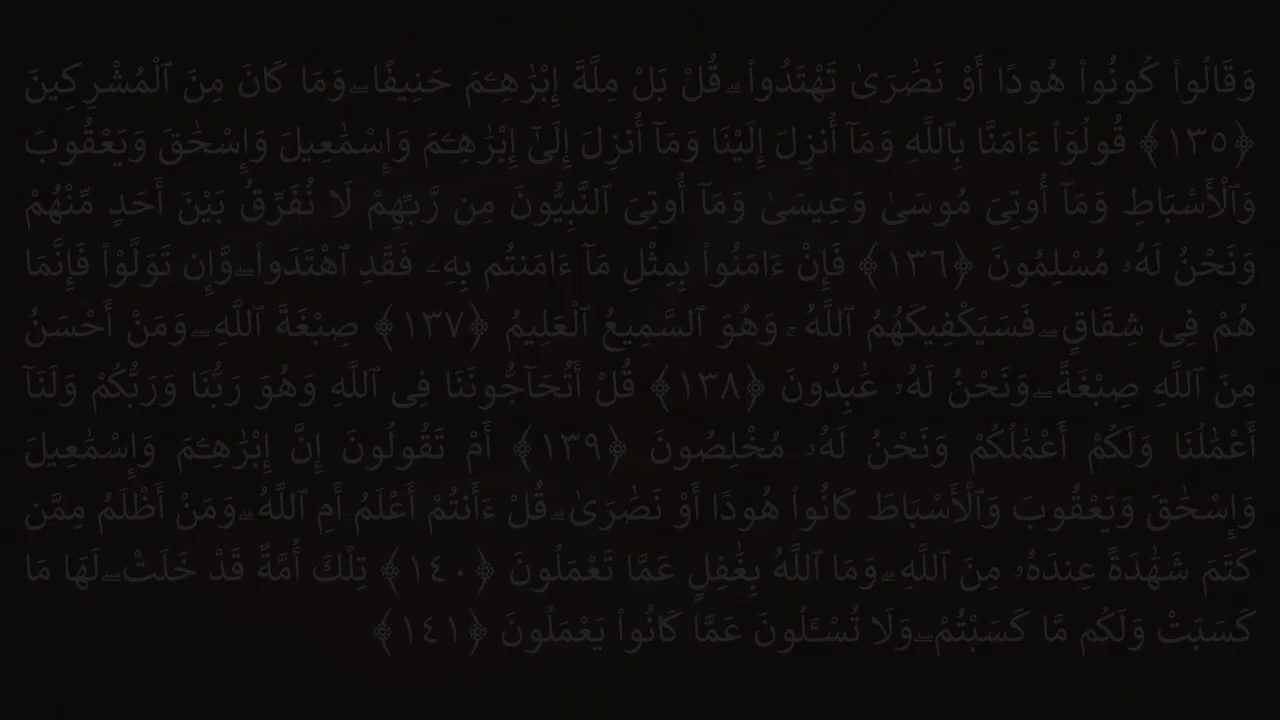 وَقَالُوا۟ كُونُوا۟ هُودًا أَوْ نَصَٰرَىٰ تَهْتَدُوا۟ ۗ قُلْ بَلْ مِلَّةَ إِبْرَٰهِـۧمَ حَنِيفًا ۖ وَمَا كَانَ مِنَ ٱلْمُشْرِكِينَ
﴿١٣٥﴾ قُولُوٓا۟ ءَامَنَّا بِٱللَّهِ وَمَآ أُنزِلَ إِلَيْنَا وَمَآ أُنزِلَ إِلَىٰٓ إِبْرَٰهِـۧمَ وَإِسْمَٰعِيلَ وَإِسْحَٰقَ وَيَعْقُوبَ
وَٱلْأَسْبَاطِ وَمَآ أُوتِىَ مُوسَىٰ وَعِيسَىٰ وَمَآ أُوتِىَ ٱلنَّبِيُّونَ مِن رَّبِّهِمْ لَا نُفَرِّقُ بَيْنَ أَحَدٍ مِّنْهُمْ
وَنَحْنُ لَهُۥ مُسْلِمُونَ ﴿١٣٦﴾ فَإِنْ ءَامَنُوا۟ بِمِثْلِ مَآ ءَامَنتُم بِهِۦ فَقَدِ ٱهْتَدَوا۟ ۖ وَّإِن تَوَلَّوْا۟ فَإِنَّمَا
هُمْ فِى شِقَاقٍ ۖ فَسَيَكْفِيكَهُمُ ٱللَّهُ ۚ وَهُوَ ٱلسَّمِيعُ ٱلْعَلِيمُ ﴿١٣٧﴾ صِبْغَةَ ٱللَّهِ ۖ وَمَنْ أَحْسَنُ
مِنَ ٱللَّهِ صِبْغَةً ۖ وَنَحْنُ لَهُۥ عَٰبِدُونَ ﴿١٣٨﴾ قُلْ أَتُحَآجُّونَنَا فِى ٱللَّهِ وَهُوَ رَبُّنَا وَرَبُّكُمْ وَلَنَآ
أَعْمَٰلُنَا وَلَكُمْ أَعْمَٰلُكُمْ وَنَحْنُ لَهُۥ مُخْلِصُونَ ﴿١٣٩﴾ أَمْ تَقُولُونَ إِنَّ إِبْرَٰهِـۧمَ وَإِسْمَٰعِيلَ
وَإِسْحَٰقَ وَيَعْقُوبَ وَٱلْأَسْبَاطَ كَانُوا۟ هُودًا أَوْ نَصَٰرَىٰ ۗ قُلْ ءَأَنتُمْ أَعْلَمُ أَمِ ٱللَّهُ ۗ وَمَنْ أَظْلَمُ مِمَّن
كَتَمَ شَهَٰدَةً عِندَهُۥ مِنَ ٱللَّهِ ۗ وَمَا ٱللَّهُ بِغَٰفِلٍ عَمَّا تَعْمَلُونَ ﴿١٤٠﴾ تِلْكَ أُمَّةٌ قَدْ خَلَتْ ۖ لَهَا مَا
كَسَبَتْ وَلَكُم مَّا كَسَبْتُمْ ۖ وَلَا تُسْـَٔلُونَ عَمَّا كَانُوا۟ يَعْمَلُونَ ﴿١٤١﴾